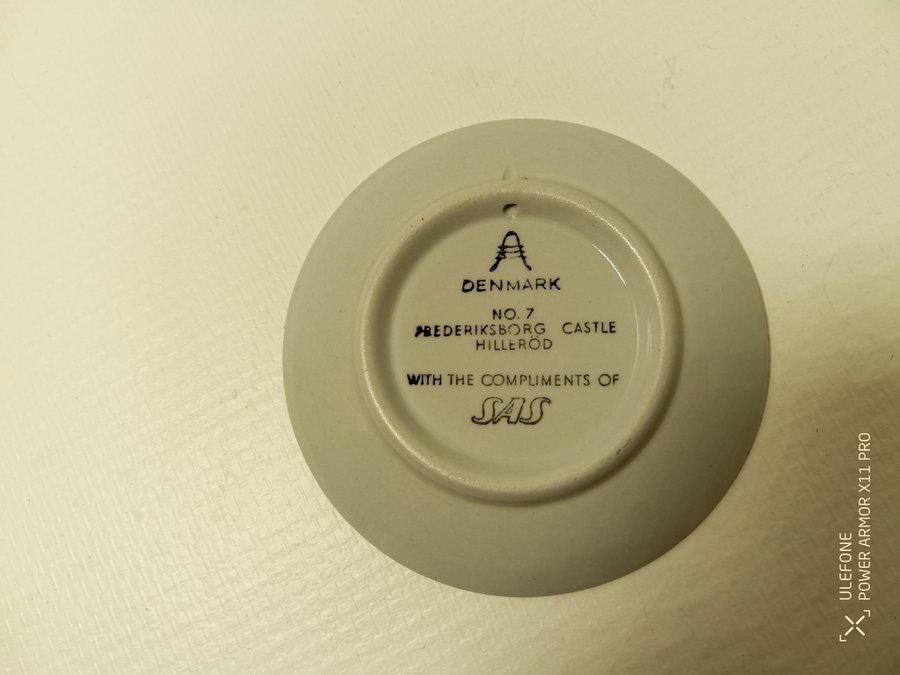 DENMARK
NO. 7
FREDERIKSBORG CASTLE
HILLERÖD
WITH THE COMPLIMENTS OF
SAS
ULEFONE
POWER ARMOR X11 PRO